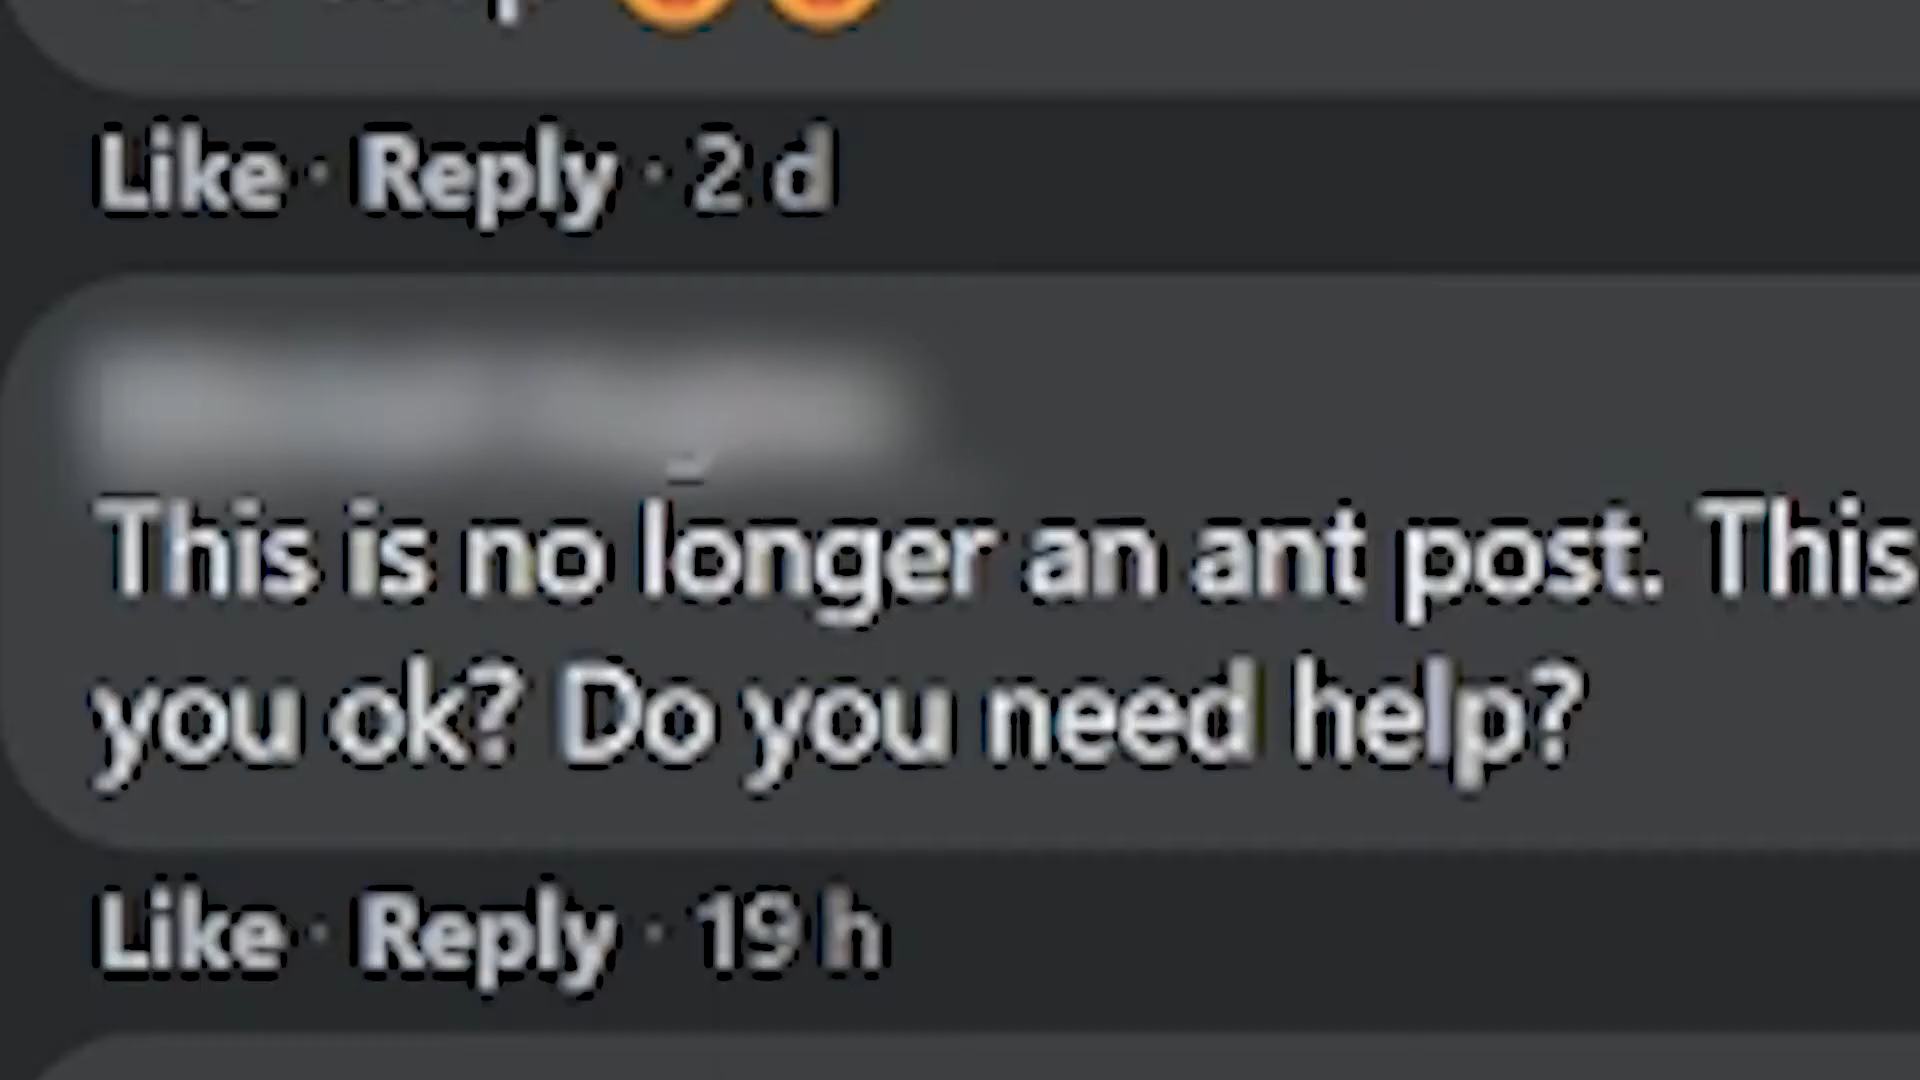 Like · Reply · 2 d
This is no longer an ant post. This
you ok? Do you need help?
Like · Reply · 19 h